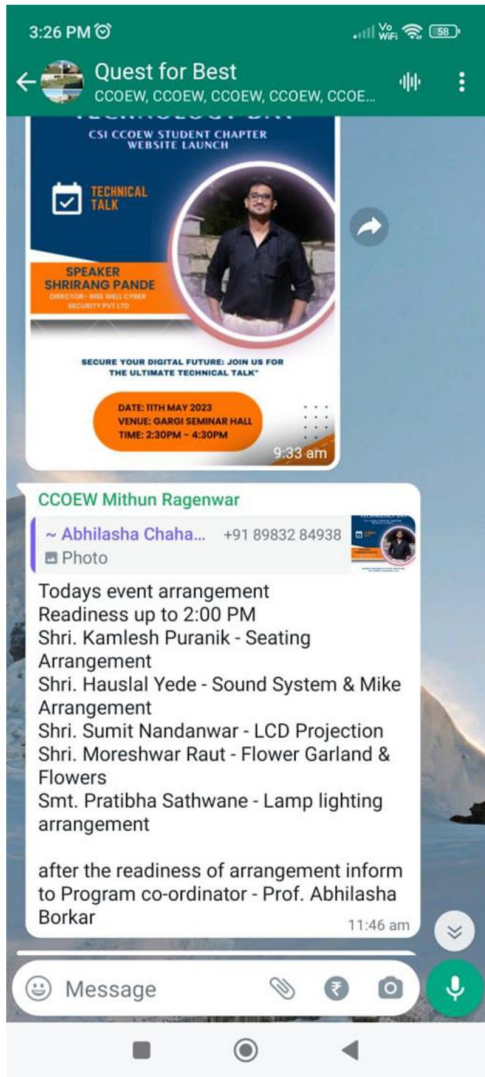 3:26 PM
Vo
WiFi
58
Quest for Best
CCOEW, CCOEW, CCOEW, CCOEW, CCOE...
TECHNOLOGY DAY
CSI CCOEW STUDENT CHAPTER
WEBSITE LAUNCH
TECHNICAL
TALK
SPEAKER
SHRIRANG PANDE
DIRECTOR- RISE WELL CYBER
SECURITY PVT LTD
SECURE YOUR DIGITAL FUTURE: JOIN US FOR
THE ULTIMATE TECHNICAL TALK"
DATE: 11TH MAY 2023
VENUE: GARGI SEMINAR HALL
TIME: 2:30PM – 4:30PM
9:33 am
CCOEW Mithun Ragenwar
~ Abhilasha Chaha... +91 89832 84938
Photo
Todays event arrangement
Readiness up to 2:00 PM
Shri. Kamlesh Puranik - Seating
Arrangement
Shri. Hauslal Yede - Sound System & Mike
Arrangement
Shri. Sumit Nandanwar - LCD Projection
Shri. Moreshwar Raut - Flower Garland &
Flowers
Smt. Pratibha Sathwane - Lamp lighting
arrangement
after the readiness of arrangement inform
to Program co-ordinator - Prof. Abhilasha
Borkar
11:46 am
Message